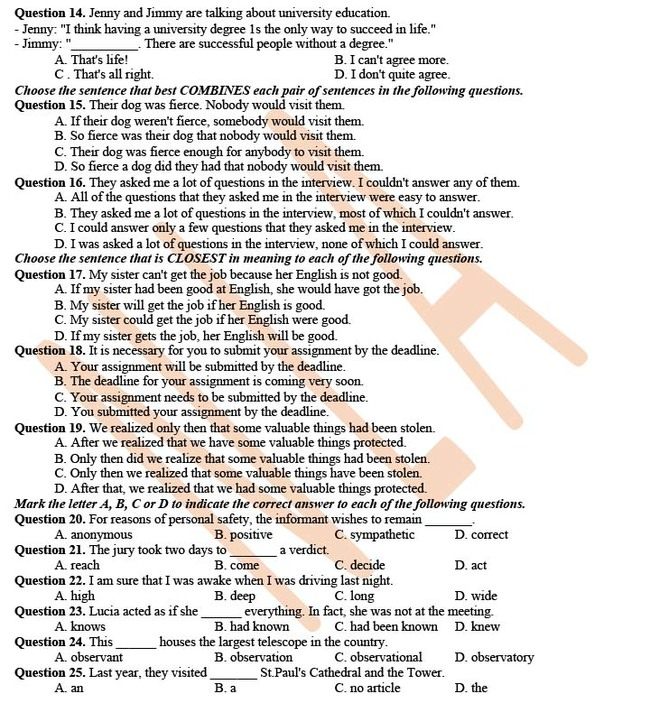 Question 14. Jenny and Jimmy are talking about university education.
- Jenny: "I think having a university degree 1s the only way to succeed in life."
- Jimmy: "__________. There are successful people without a degree."
A. That's life! B. I can't agree more.
C . That's all right. D. I don't quite agree.
Choose the sentence that best COMBINES each pair of sentences in the following questions.
Question 15. Their dog was fierce. Nobody would visit them.
A. If their dog weren't fierce, somebody would visit them.
B. So fierce was their dog that nobody would visit them.
C. Their dog was fierce enough for anybody to visit them.
D. So fierce a dog did they had that nobody would visit them.
Question 16. They asked me a lot of questions in the interview. I couldn't answer any of them.
A. All of the questions that they asked me in the interview were easy to answer.
B. They asked me a lot of questions in the interview, most of which I couldn't answer.
C. I could answer only a few questions that they asked me in the interview.
D. I was asked a lot of questions in the interview, none of which I could answer.
Choose the sentence that is CLOSEST in meaning to each of the following questions.
Question 17. My sister can't get the job because her English is not good.
A. If my sister had been good at English, she would have got the job.
B. My sister will get the job if her English is good.
C. My sister could get the job if her English were good.
D. If my sister gets the job, her English will be good.
Question 18. It is necessary for you to submit your assignment by the deadline.
A. Your assignment will be submitted by the deadline.
B. The deadline for your assignment is coming very soon.
C. Your assignment needs to be submitted by the deadline.
D. You submitted your assignment by the deadline.
Question 19. We realized only then that some valuable things had been stolen.
A. After we realized that we have some valuable things protected.
B. Only then did we realize that some valuable things had been stolen.
C. Only then we realized that some valuable things have been stolen.
D. After that, we realized that we had some valuable things protected.
Mark the letter A, B, C or D to indicate the correct answer to each of the following questions.
Question 20. For reasons of personal safety, the informant wishes to remain _______.
A. anonymous B. positive C. sympathetic D. correct
Question 21. The jury took two days to _______ a verdict.
A. reach B. come C. decide D. act
Question 22. I am sure that I was awake when I was driving last night.
A. high B. deep C. long D. wide
Question 23. Lucia acted as if she ______ everything. In fact, she was not at the meeting.
A. knows B. had known C. had been known D. knew
Question 24. This ______ houses the largest telescope in the country.
A. observant B. observation C. observational D. observatory
Question 25. Last year, they visited _______ St.Paul's Cathedral and the Tower.
A. an B. a C. no article D. the